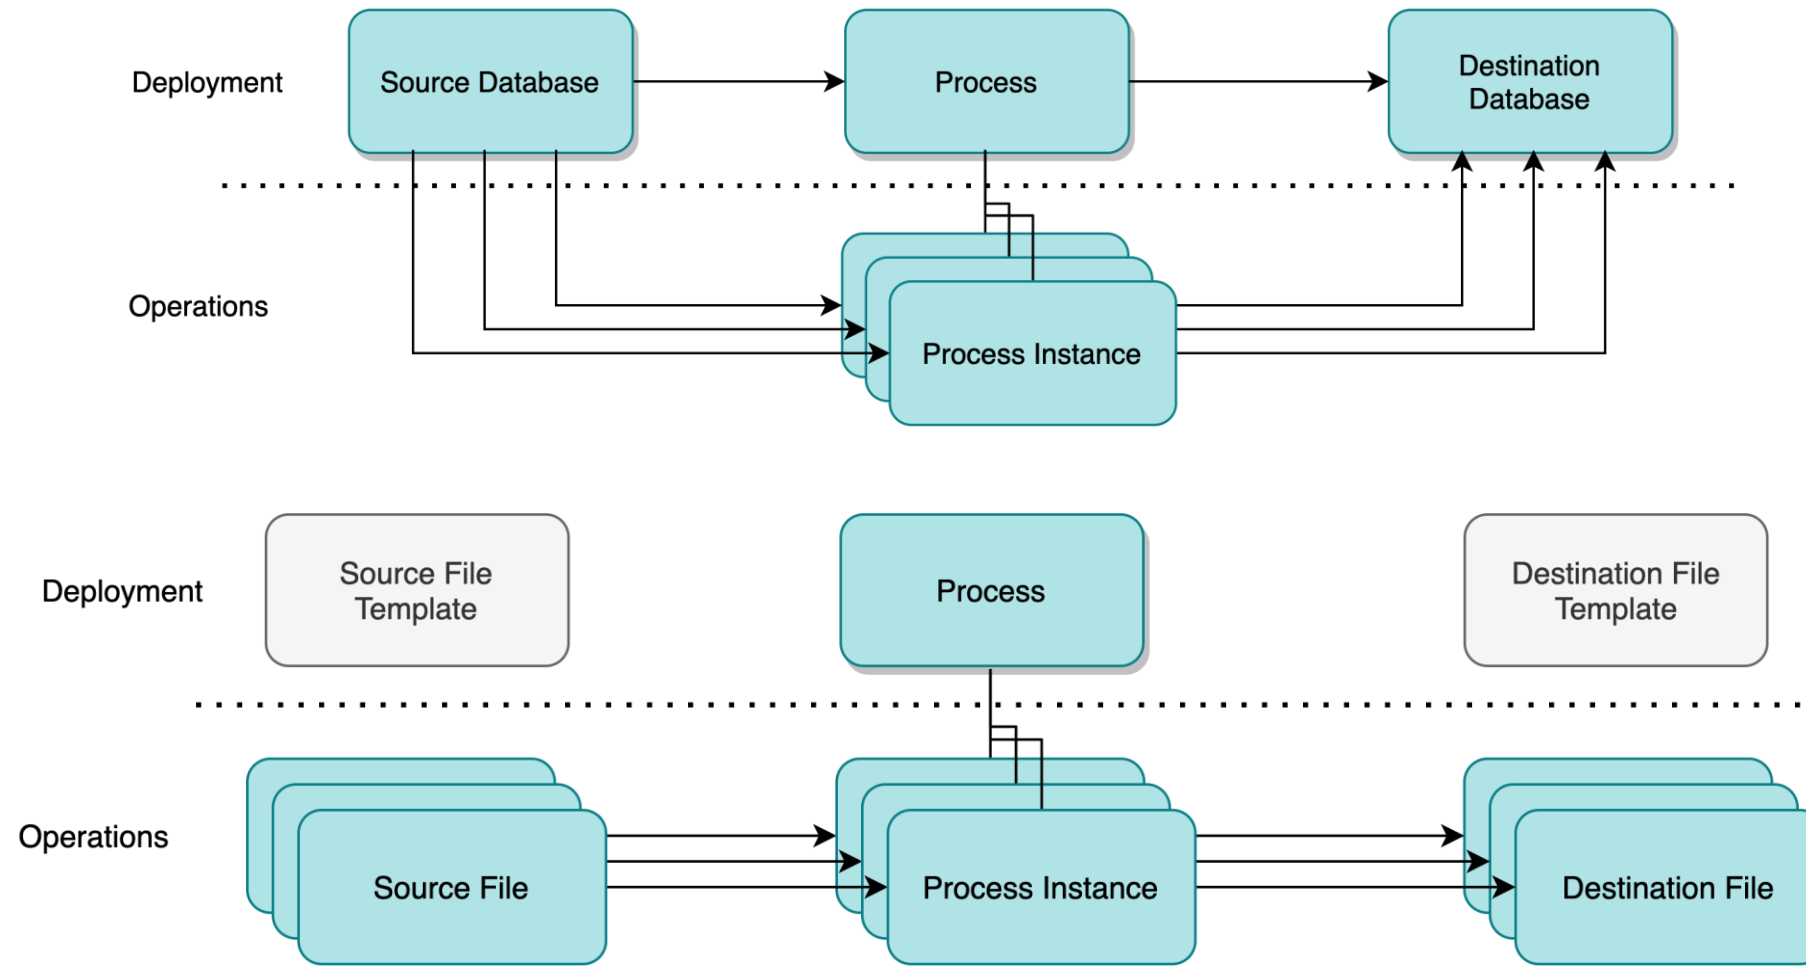 Deployment
Source Database
Process
Destination
Database
Operations
Process Instance
Deployment
Source File
Template
Process
Destination File
Template
Operations
Source File
Process Instance
Destination File